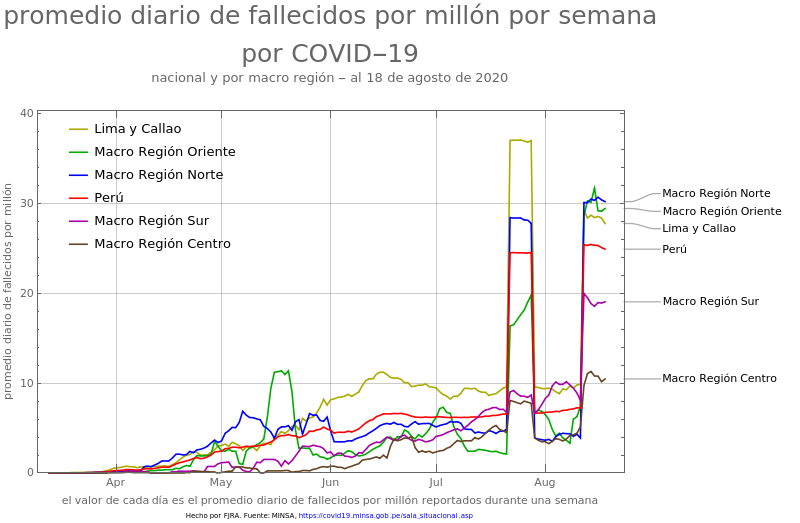 promedio diario de fallecidos por millón por semana
por COVID‒19
nacional y por macro región ‒ al 18 de agosto de 2020
40
30
20
10
0
promedio diario de fallecidos por millón
Lima y Callao
Macro Región Oriente
Macro Región Norte
Perú
Macro Región Sur
Macro Región Centro
Macro Región Norte
Macro Región Oriente
Lima y Callao
Perú
Macro Región Sur
Macro Región Centro
Apr May Jun Jul Aug
el valor de cada día es el promedio diario de fallecidos por millón reportados durante una semana
Hecho por FJRA. Fuente: MINSA, https://covid19.minsa.gob.pe/sala_situacional.asp